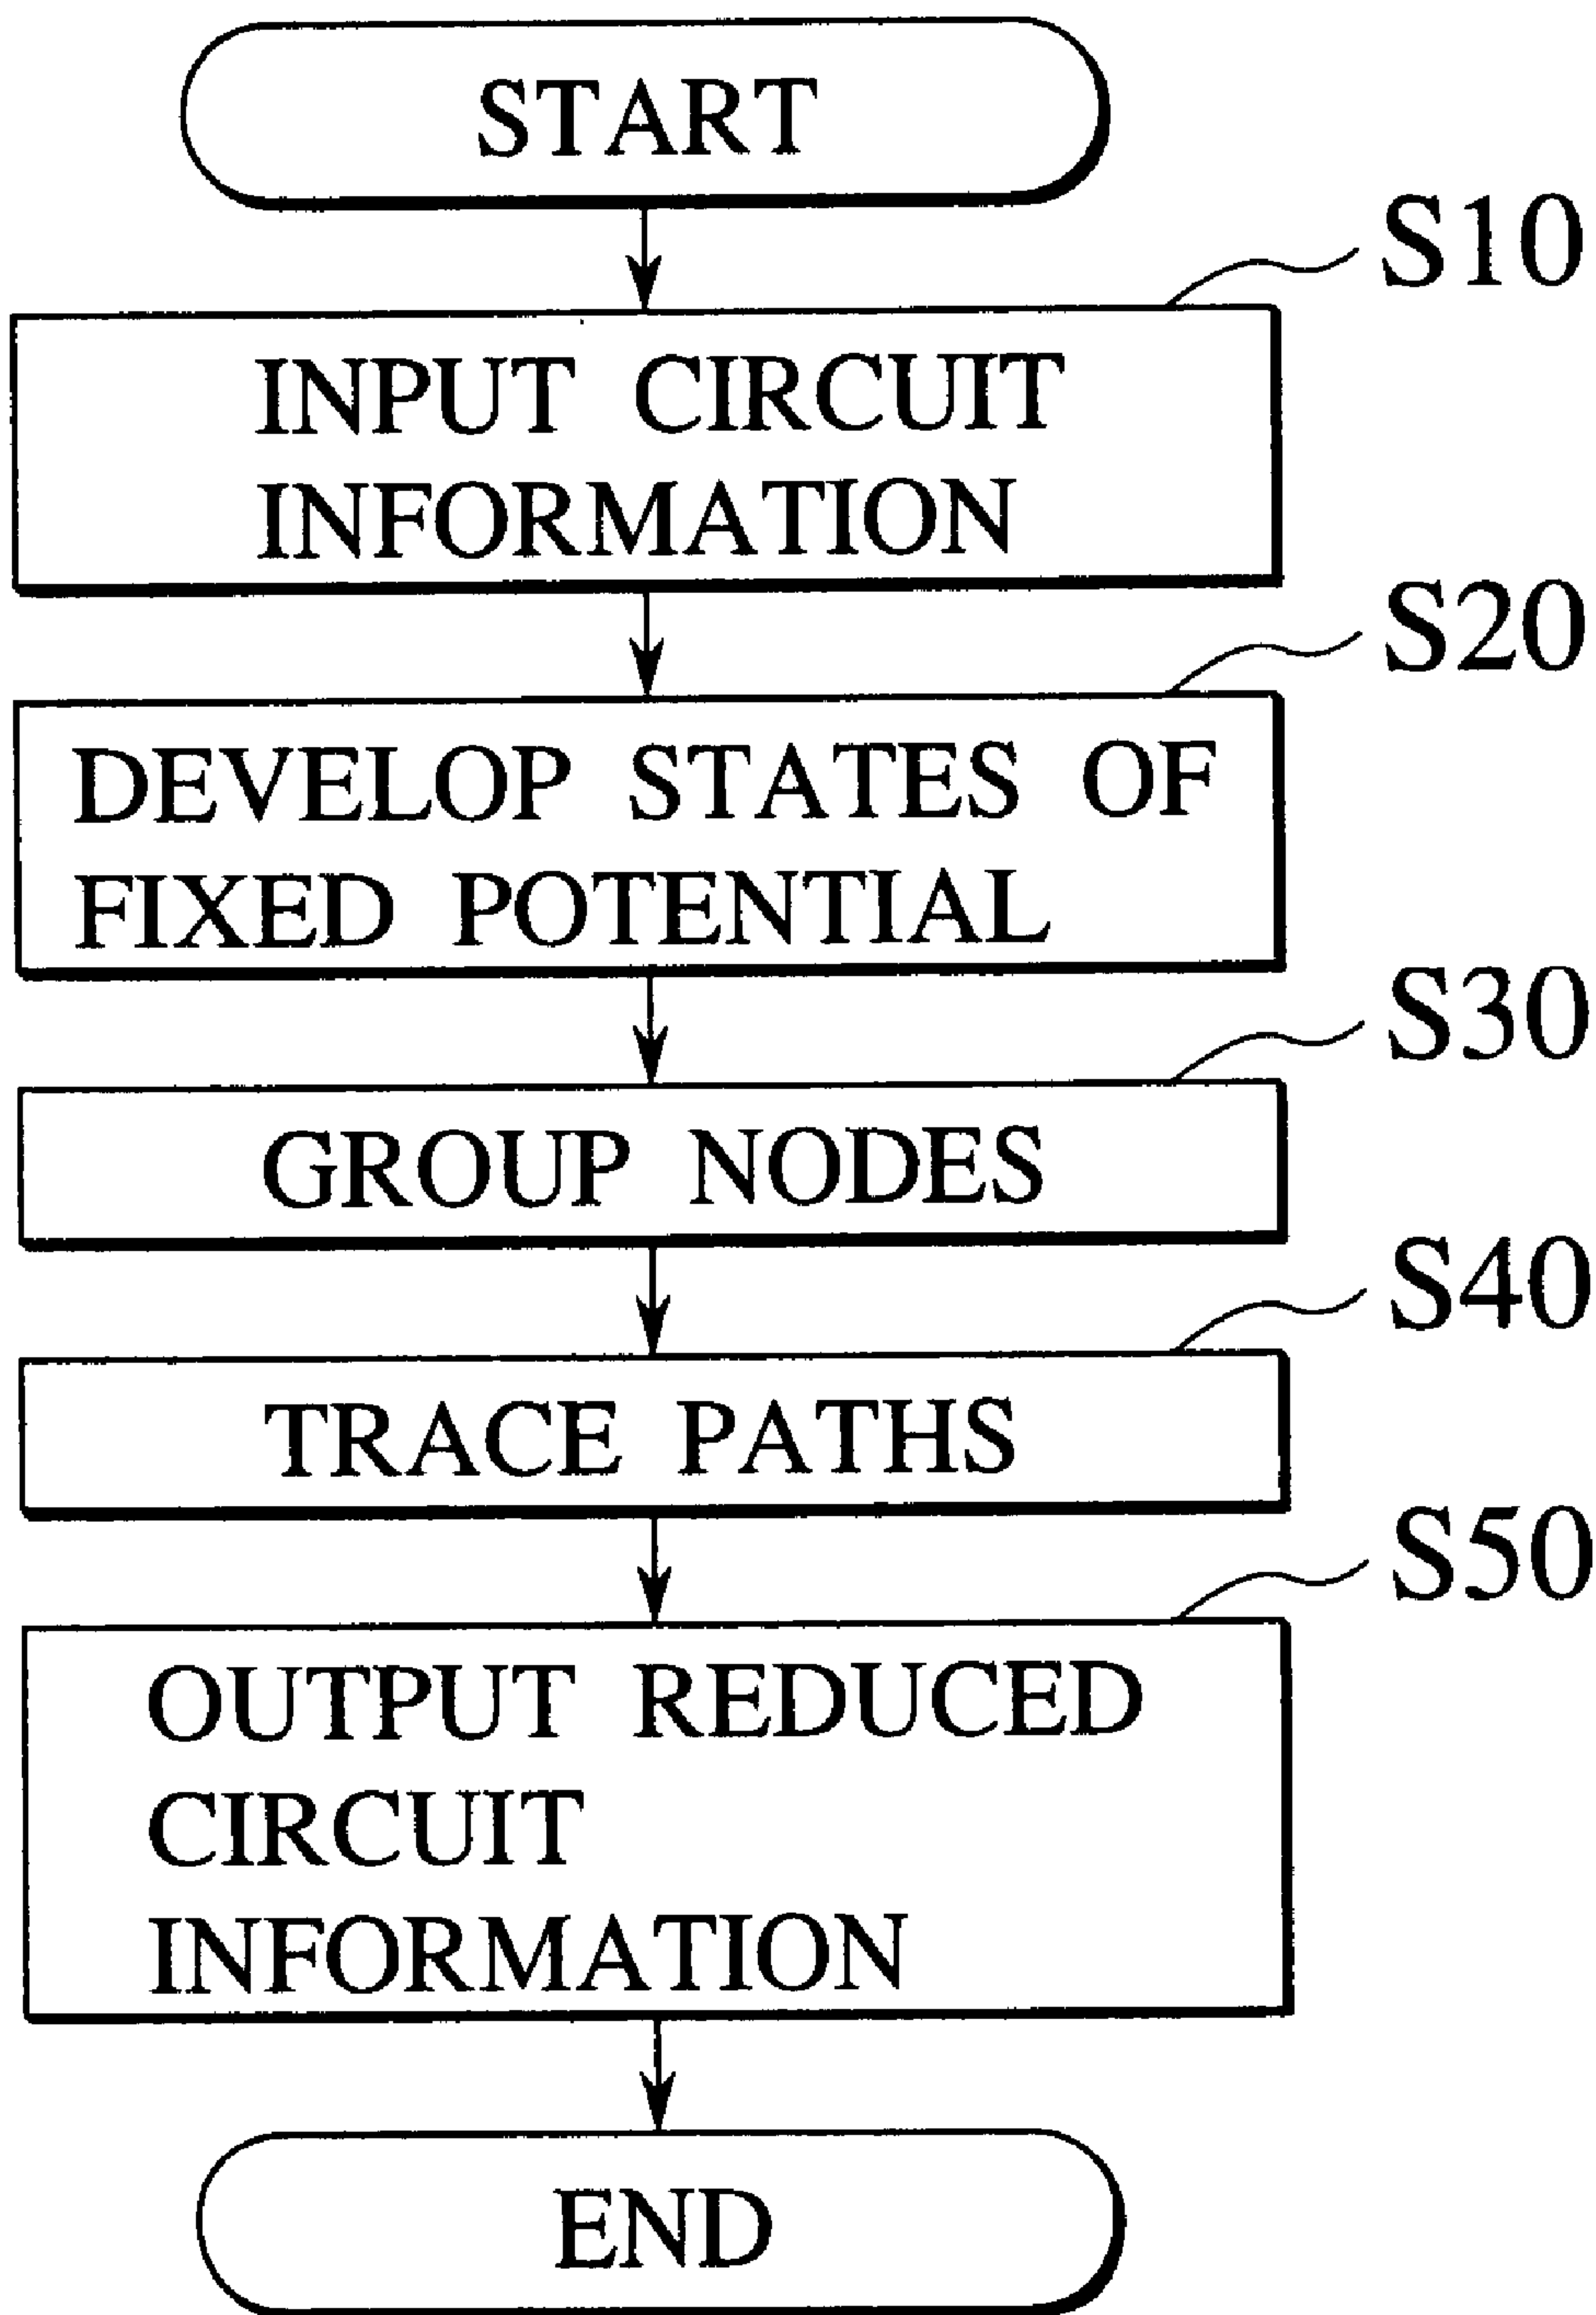 START
S10
INPUT CIRCUIT
INFORMATION
S20
DEVELOP STATES OF
FIXED POTENTIAL
S30
GROUP NODES
S40
TRACE PATHS
S50
OUTPUT REDUCED
CIRCUIT
INFORMATION
END